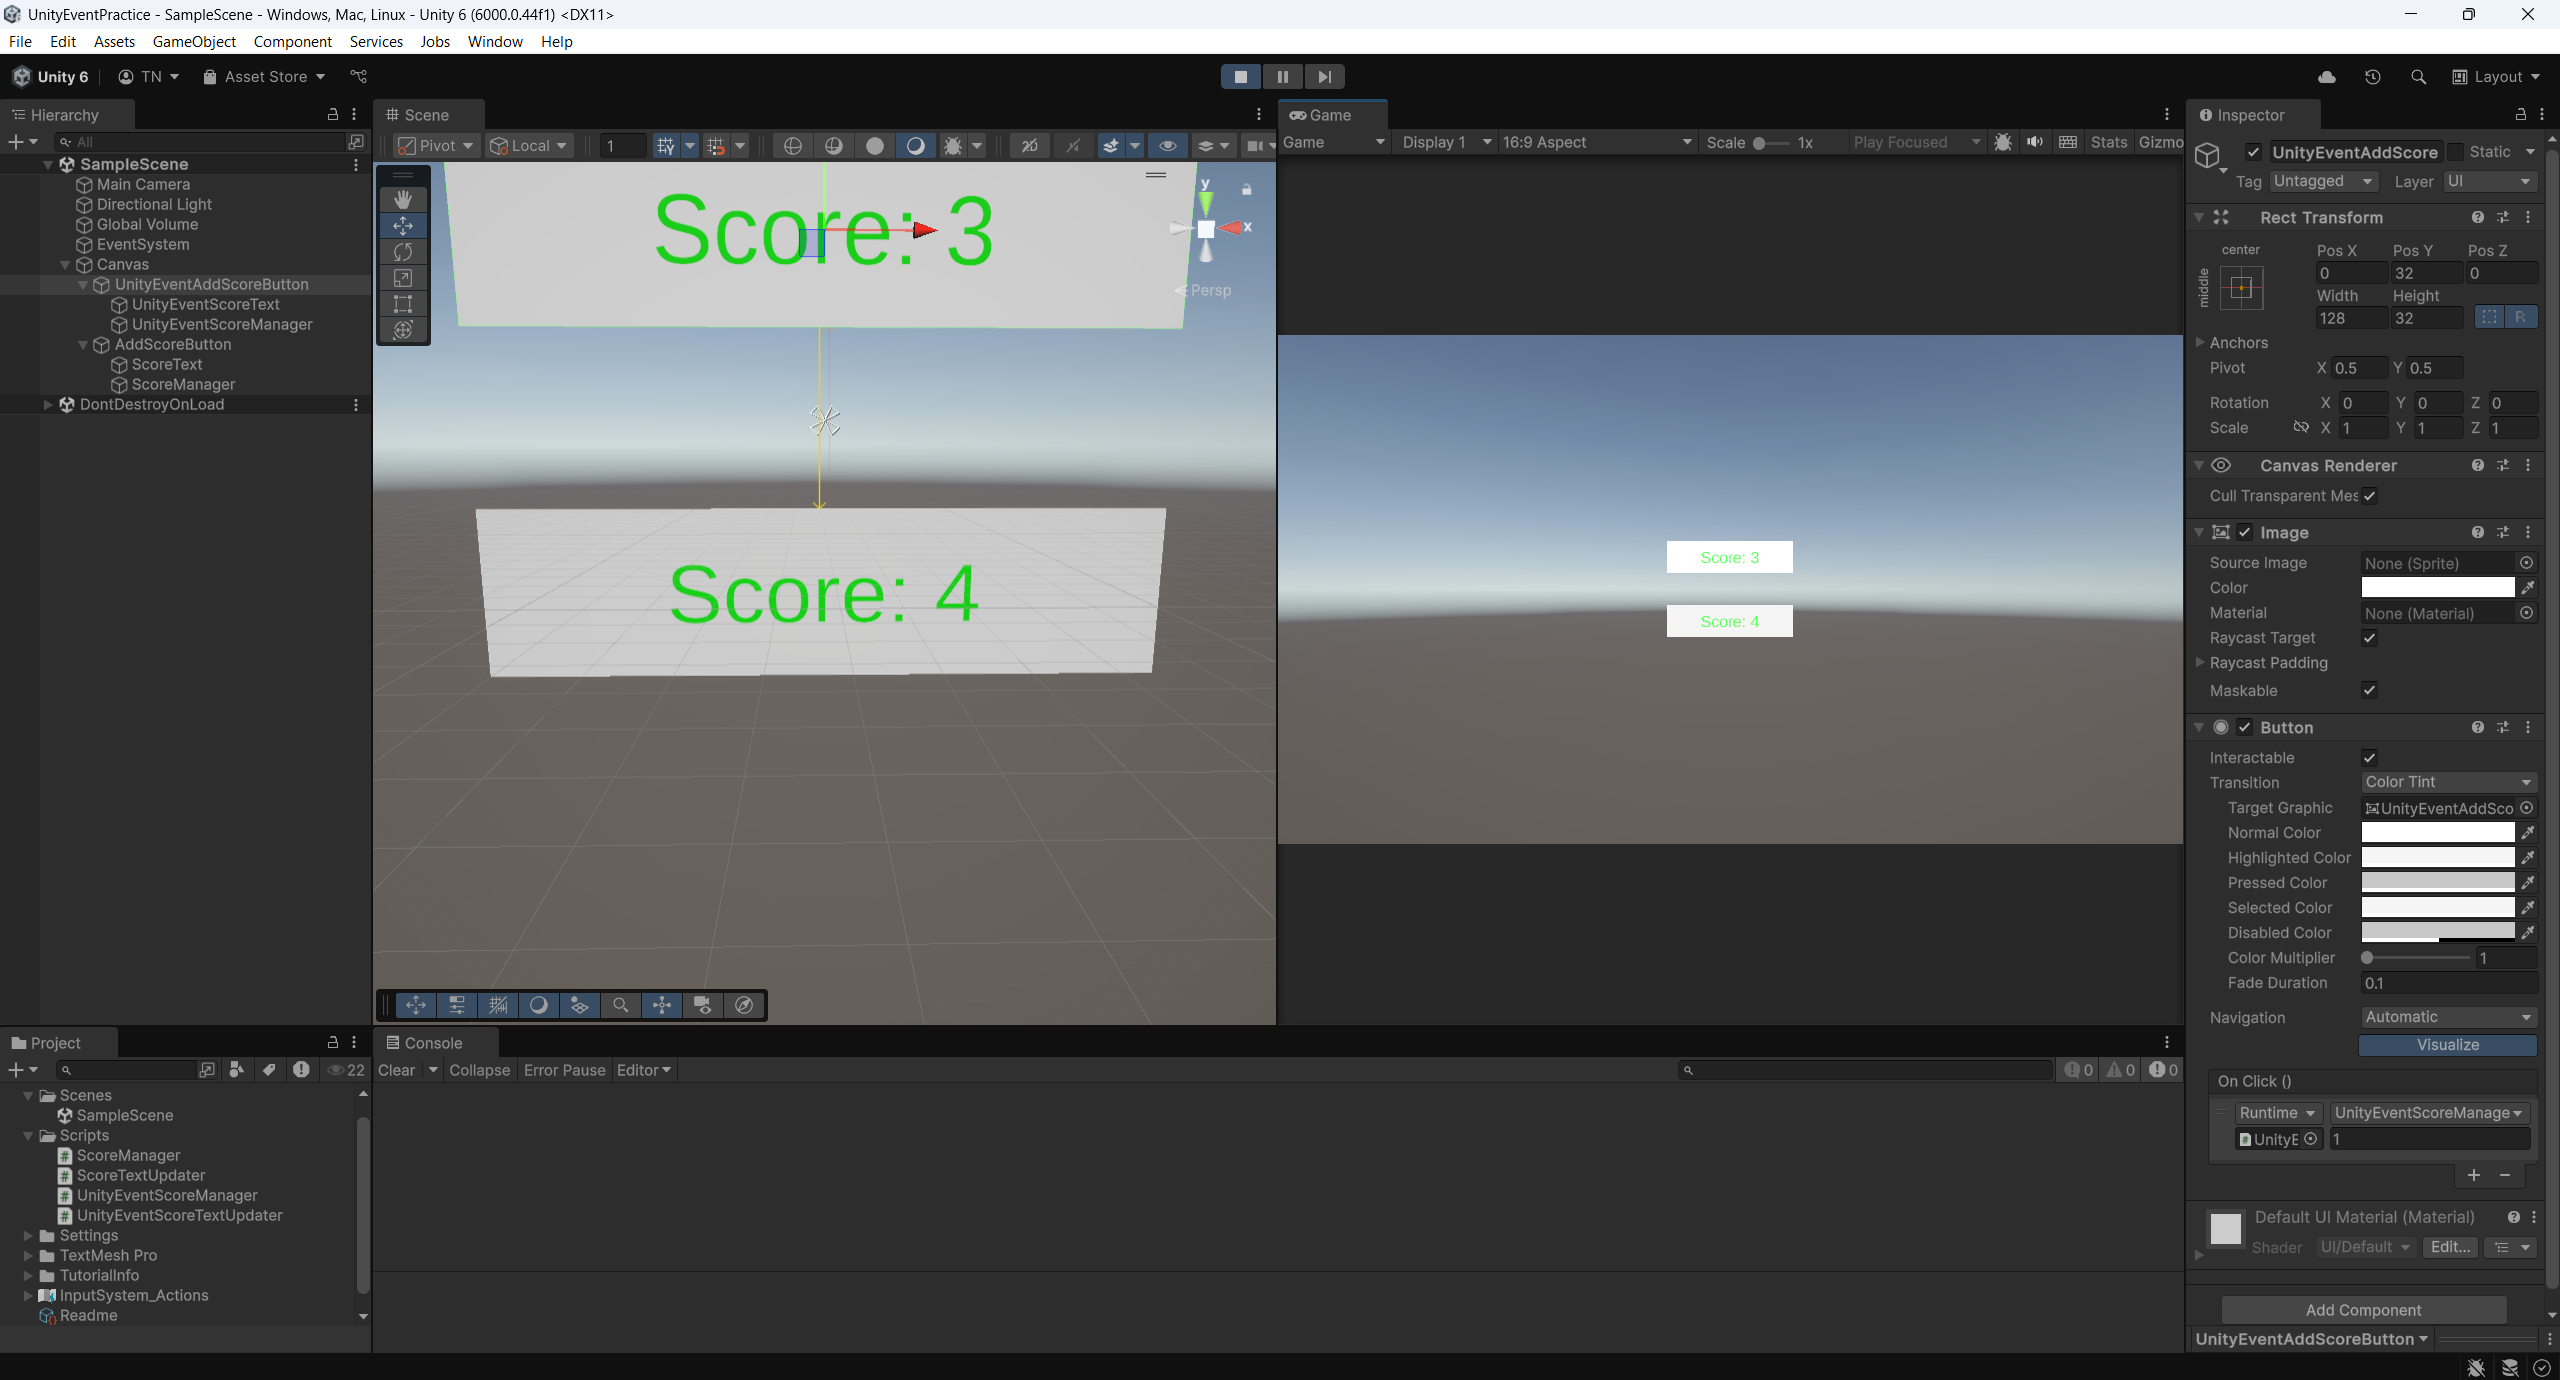 UnityEventPractice - SampleScene - Windows, Mac, Linux - Unity 6 (6000.0.44f1) <DX11>
File Edit Assets GameObject Component Services Jobs Window Help
Unity 6 TN Asset Store Layout
Hierarchy
All
SampleScene
Main Camera
Directional Light
Global Volume
EventSystem
Canvas
UnityEventAddScoreButton
UnityEventScoreText
UnityEventScoreManager
AddScoreButton
ScoreText
ScoreManager
DontDestroyOnLoad
Scene
Pivot Local 1 2D
Score: 3
y
x
Persp
Score: 4
Game
Game Display 1 16:9 Aspect Scale 1x Play Focused Stats Gizmo
Score: 3
Score: 4
Inspector
UnityEventAddScore Static
Tag Untagged Layer UI
Rect Transform
center
middle
Pos X Pos Y Pos Z
0 32 0
Width Height
128 32 R
Anchors
Pivot X 0.5 Y 0.5
Rotation X 0 Y 0 Z 0
Scale X 1 Y 1 Z 1
Canvas Renderer
Cull Transparent Mes
Image
Source Image None (Sprite)
Color
Material None (Material)
Raycast Target
Raycast Padding
Maskable
Button
Interactable
Transition Color Tint
Target Graphic UnityEventAddSco
Normal Color
Highlighted Color
Pressed Color
Selected Color
Disabled Color
Color Multiplier 1
Fade Duration 0.1
Navigation Automatic
Visualize
On Click ()
Runtime UnityEventScoreManage
UnityE 1
Default UI Material (Material)
Shader UI/Default Edit...
Add Component
UnityEventAddScoreButton
Project
22
Scenes
SampleScene
Scripts
ScoreManager
ScoreTextUpdater
UnityEventScoreManager
UnityEventScoreTextUpdater
Settings
TextMesh Pro
TutorialInfo
InputSystem_Actions
Readme
Console
Clear Collapse Error Pause Editor 0 0 0